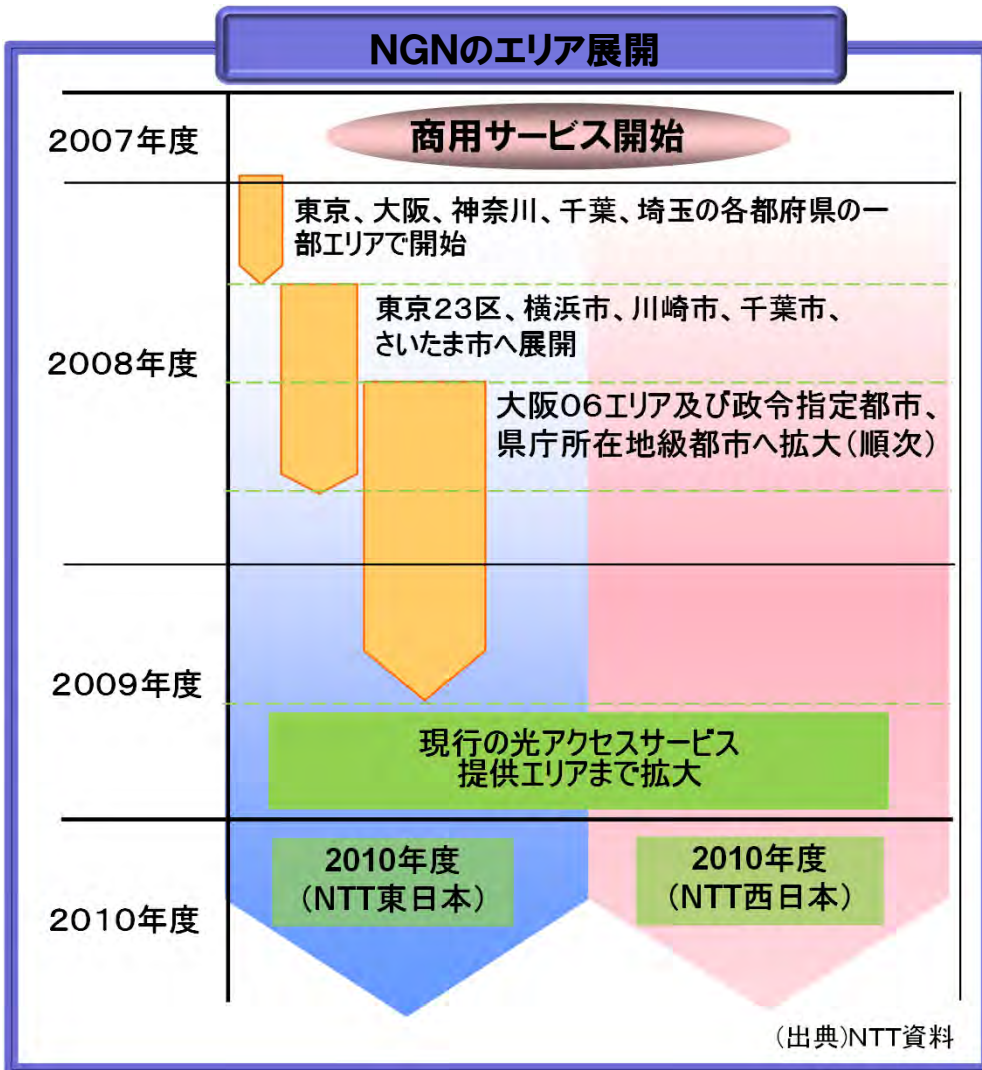 NGNのエリア展開
2007年度
商用サービス開始
東京、大阪、神奈川、千葉、埼玉の各都府県の一
部エリアで開始
2008年度
東京23区、横浜市、川崎市、千葉市、
さいたま市へ展開
大阪06エリア及び政令指定都市、
県庁所在地級都市へ拡大(順次)
2009年度
現行の光アクセスサービス
提供エリアまで拡大
2010年度
2010年度
(NTT東日本)
2010年度
(NTT西日本)
(出典)NTT資料